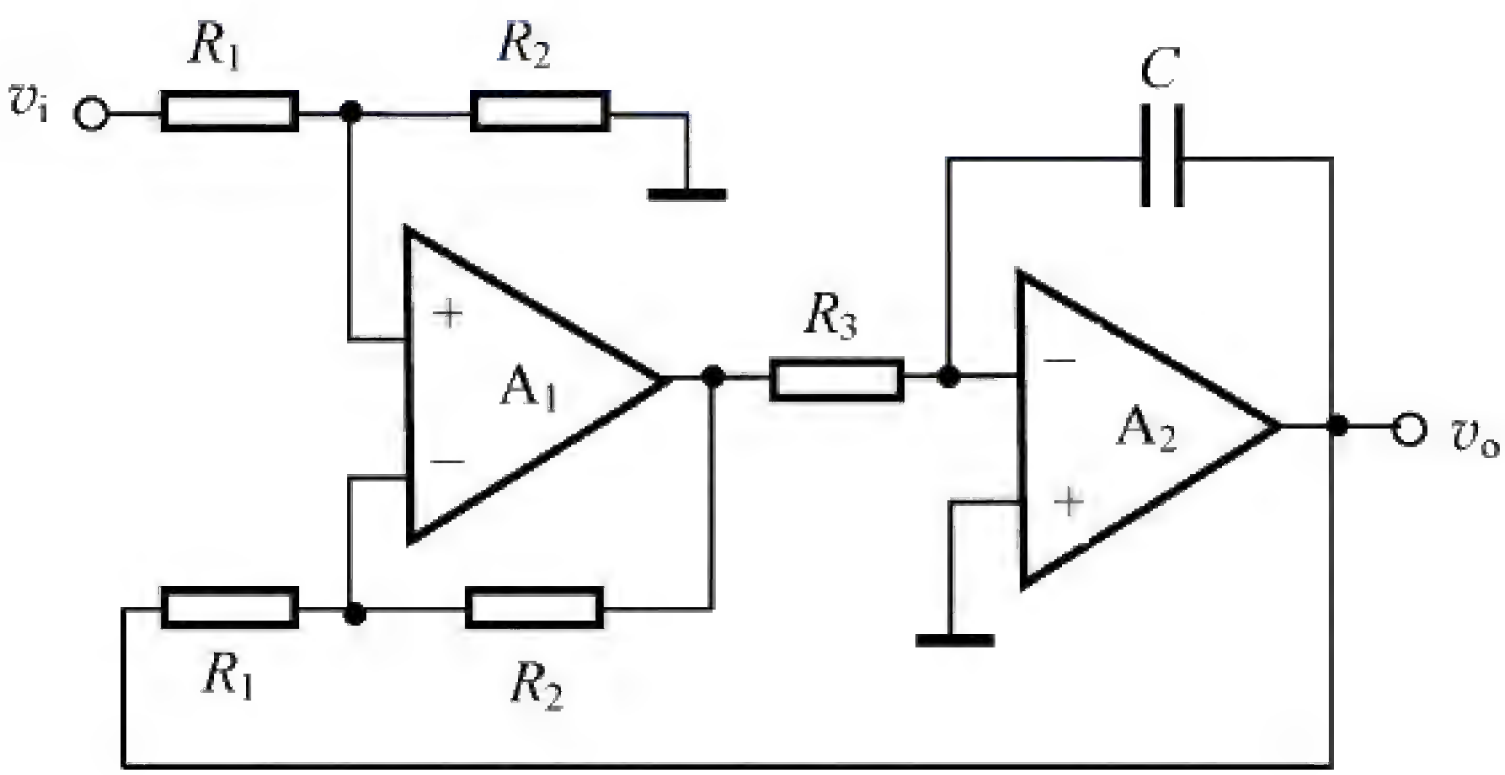 R₁
R₂
C
vᵢ
+
R₃
A₁
−
−
A₂
vₒ
+
R₁
R₂